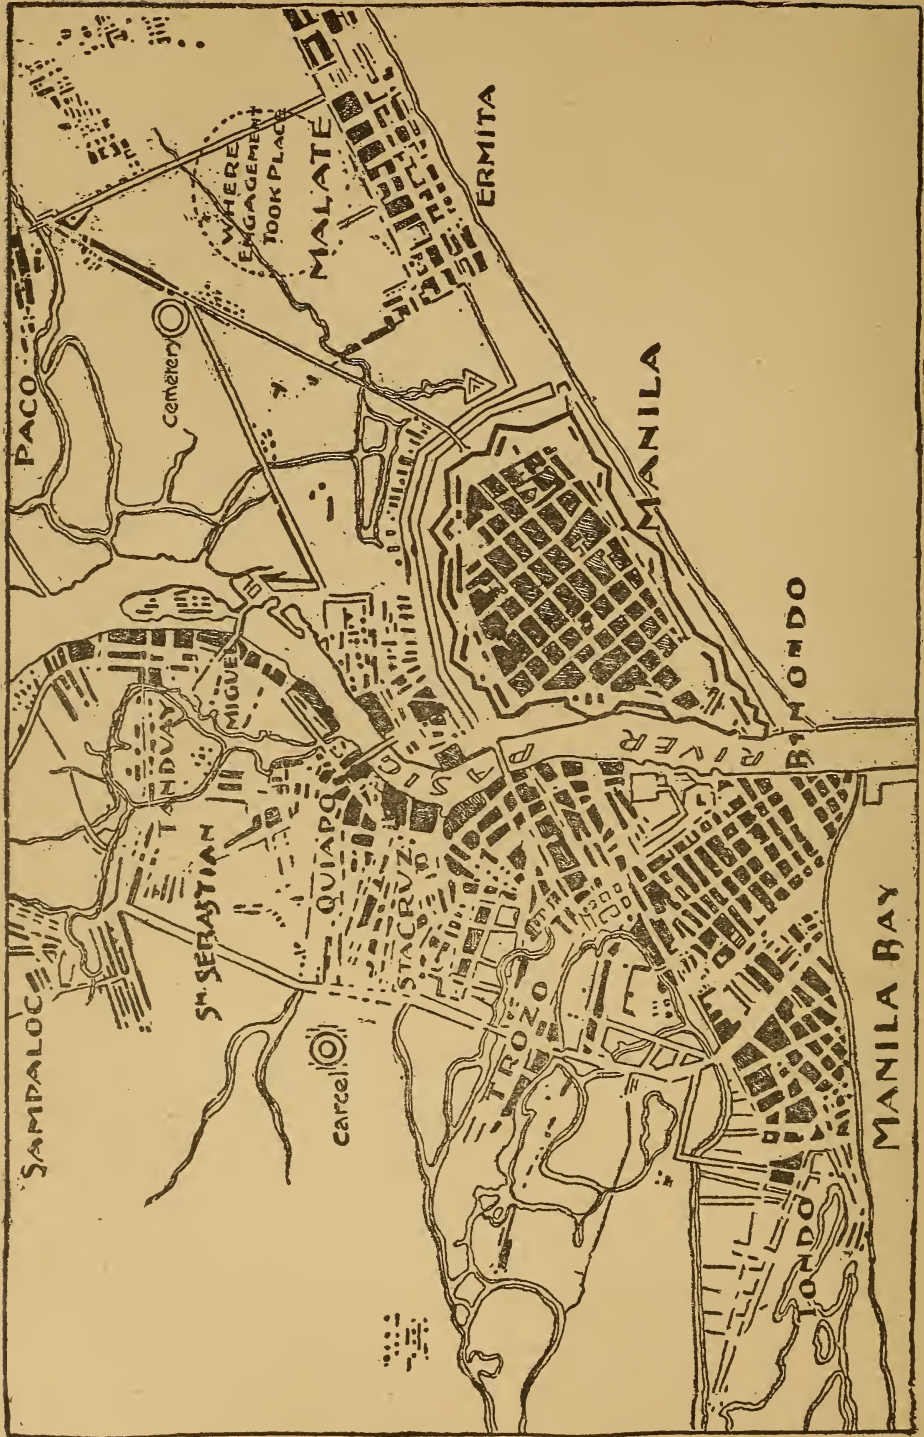 SAMPALOC
PACO
TANDUAY
Cemetery
Sn. SEBASTIAN
MIGUEL
WHERE
ENGAGEMENT
TOOK PLACE
MALATE
Carcel
QUIAPO
STA CRUZ
TROZO
PASIG RIVER
ERMITA
MANILA
BINONDO
TONDO
MANILA BAY